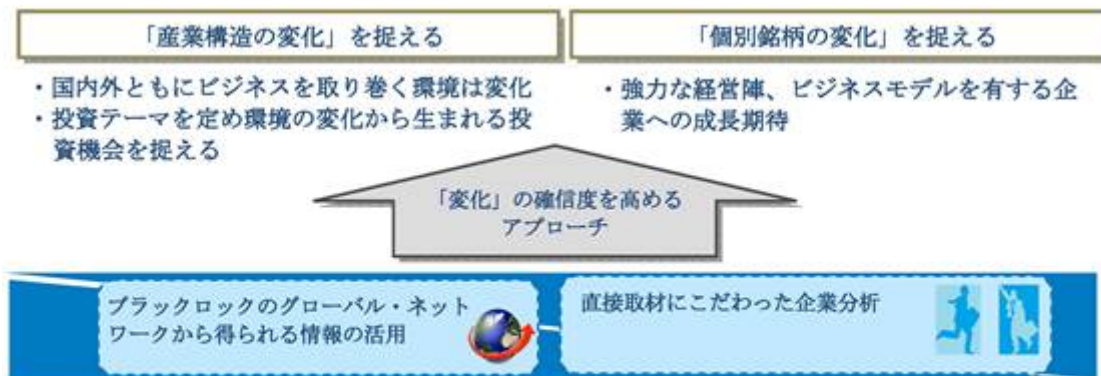 「産業構造の変化」を捉える
・国内外ともにビジネスを取り巻く環境は変化
・投資テーマを定め環境の変化から生まれる投
資機会を捉える
「個別銘柄の変化」を捉える
・強力な経営陣、ビジネスモデルを有する企
業への成長期待
「変化」の確信度を高める
アプローチ
ブラックロックのグローバル・ネット
ワークから得られる情報の活用
直接取材にこだわった企業分析